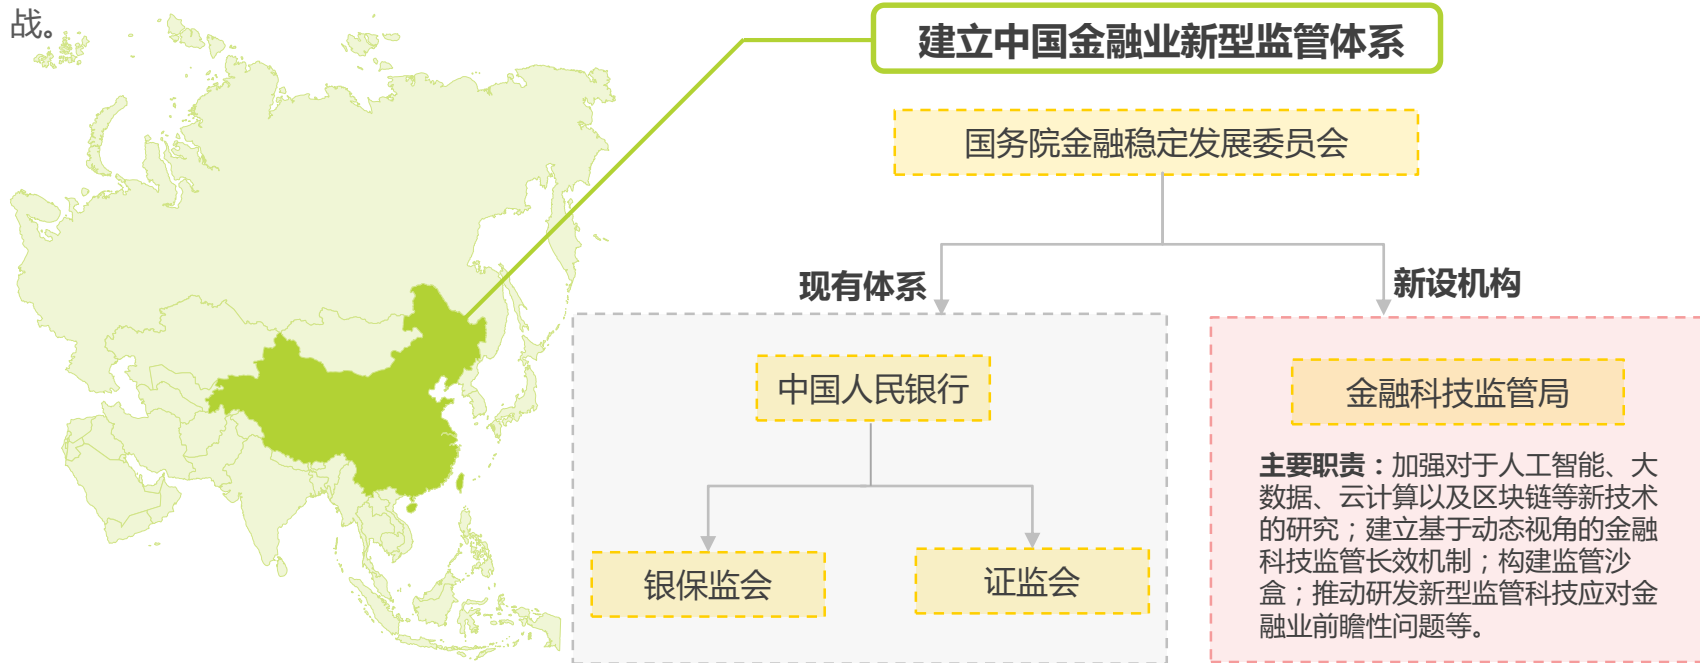 战。
建立中国金融业新型监管体系
国务院金融稳定发展委员会
现有体系
新设机构
中国人民银行
金融科技监管局
银保监会
证监会
主要职责：加强对于人工智能、大
数据、云计算以及区块链等新技术
的研究；建立基于动态视角的金融
科技监管长效机制；构建监管沙
盒；推动研发新型监管科技应对金
融业前瞻性问题等。